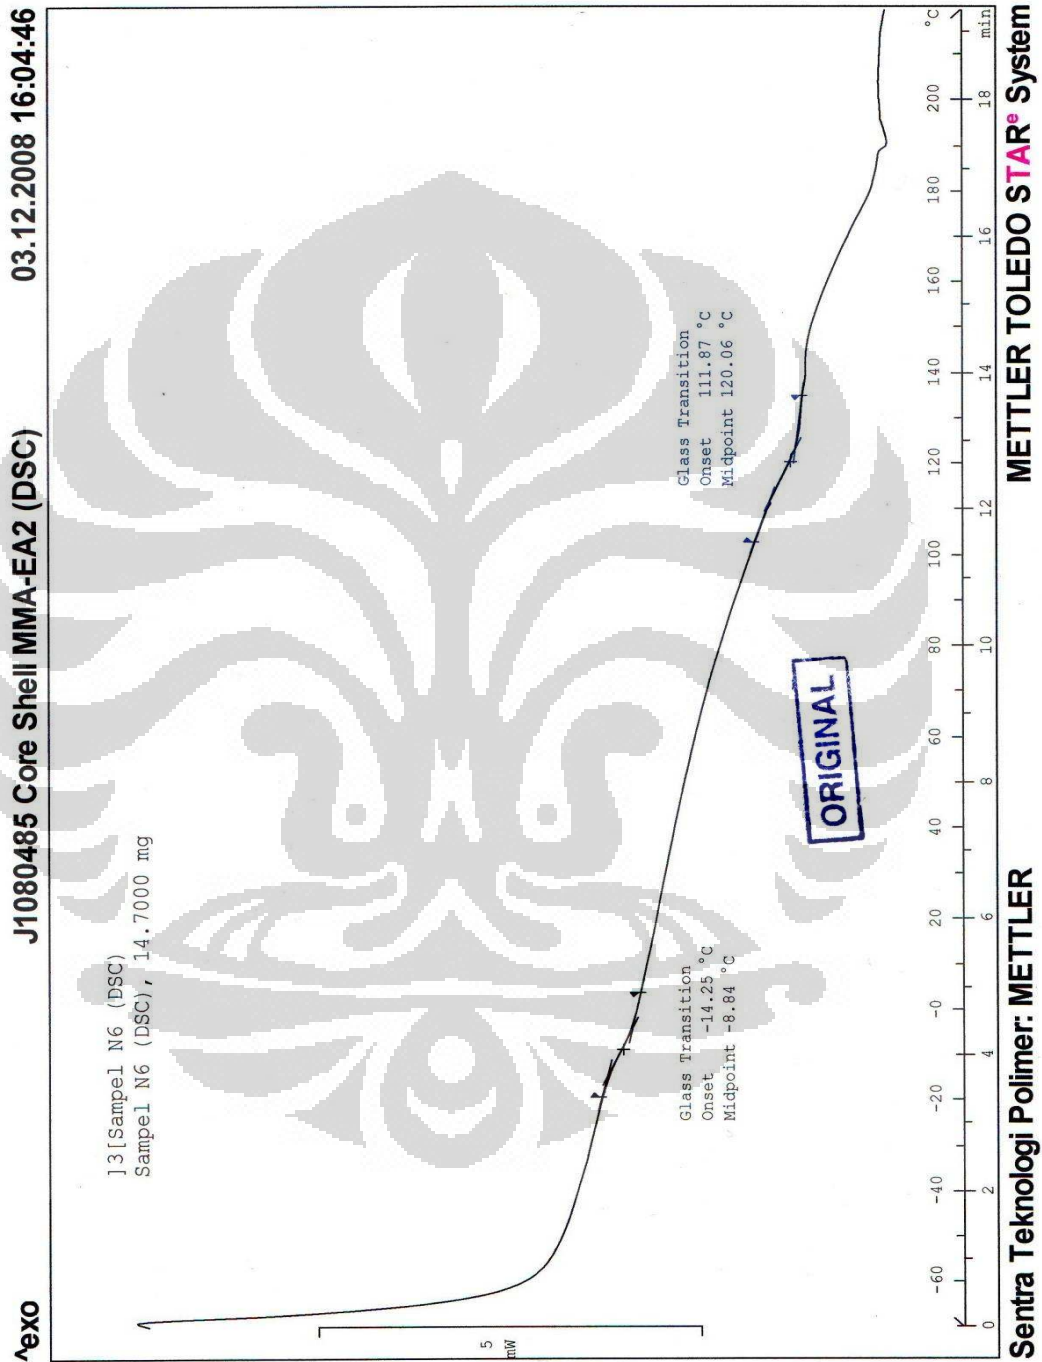 ^exo
J1080485 Core Shell MMA-EA2 (DSC)
03.12.2008 16:04:46
]3[Sampel N6 (DSC)
Sampel N6 (DSC), 14.7000 mg
Glass Transition
Onset -14.25 °C
Midpoint -8.84 °C
Glass Transition
Onset 111.87 °C
Midpoint 120.06 °C
5
mW
ORIGINAL
-60 -40 -20 -0 20 40 60 80 100 120 140 160 180 200 °C
0 2 4 6 8 10 12 14 16 18 min
Sentra Teknologi Polimer: METTLER
METTLER TOLEDO STARe System